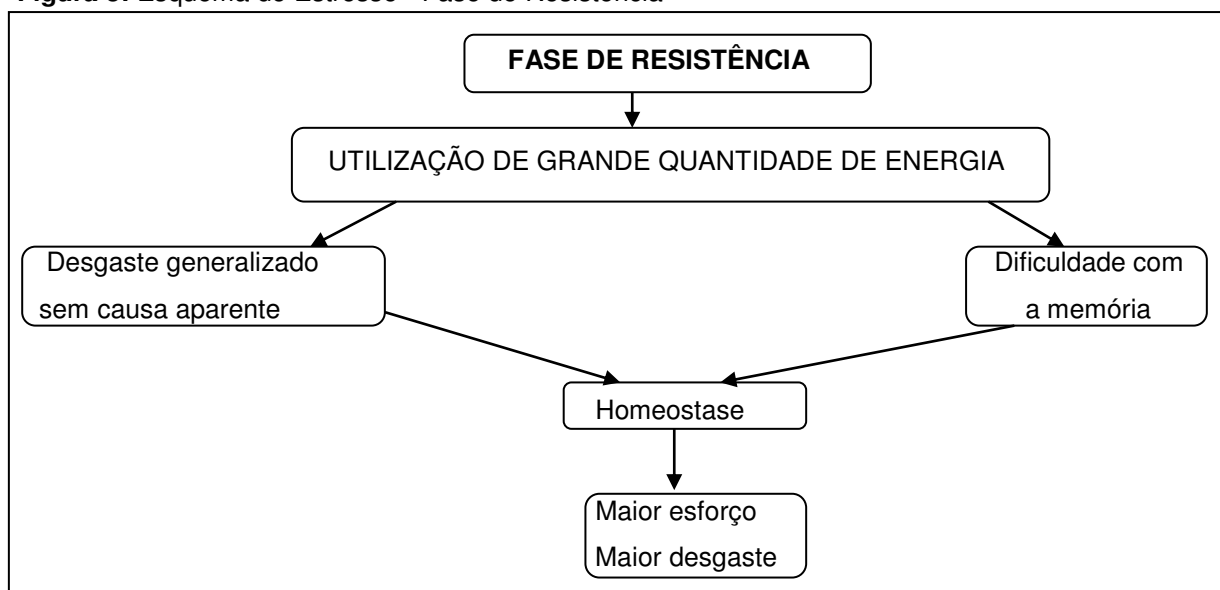 Figura 3: Esquema do Estresse - Fase de Resistência
FASE DE RESISTÊNCIA
UTILIZAÇÃO DE GRANDE QUANTIDADE DE ENERGIA
Desgaste generalizado
sem causa aparente
Dificuldade com
a memória
Homeostase
Maior esforço
Maior desgaste